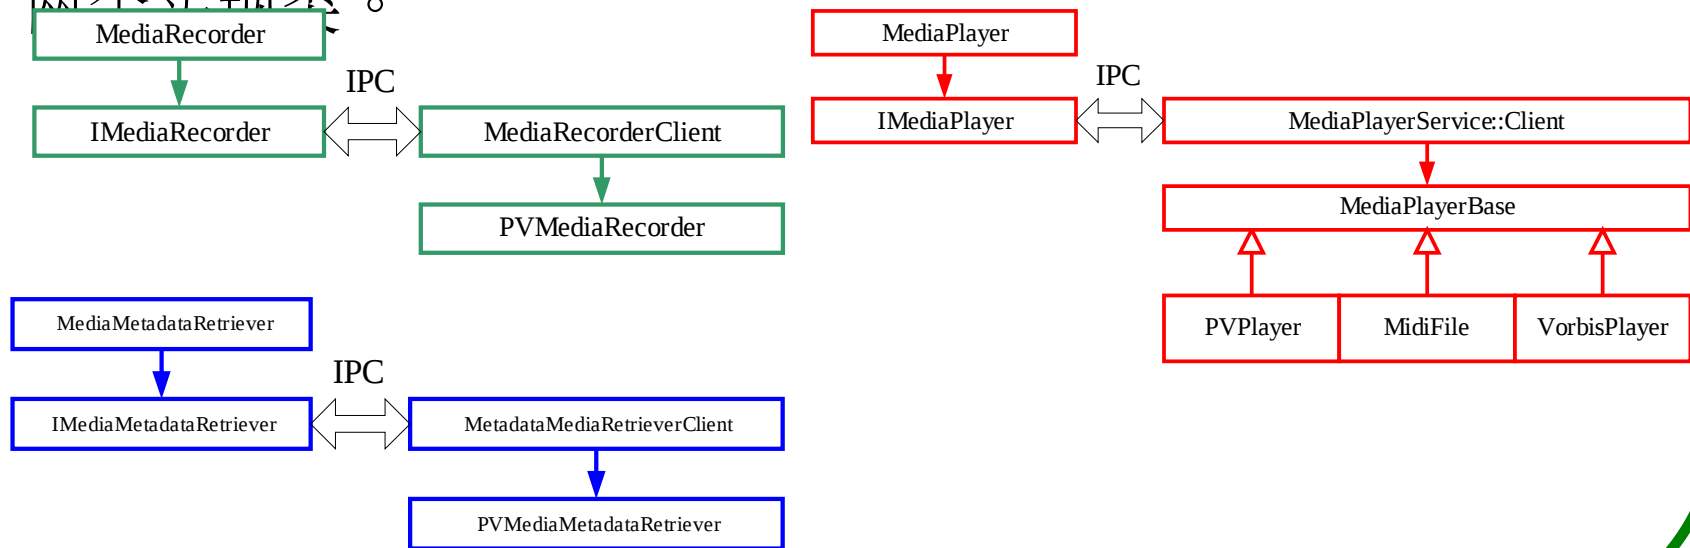 MediaRecorder
IPC
IMediaRecorder
MediaRecorderClient
PVMediaRecorder
MediaPlayer
IPC
IMediaPlayer
MediaPlayerService::Client
MediaPlayerBase
PVPlayer
MidiFile
VorbisPlayer
MediaMetadataRetriever
IPC
IMediaMetadataRetriever
MetadataMediaRetrieverClient
PVMediaMetadataRetriever